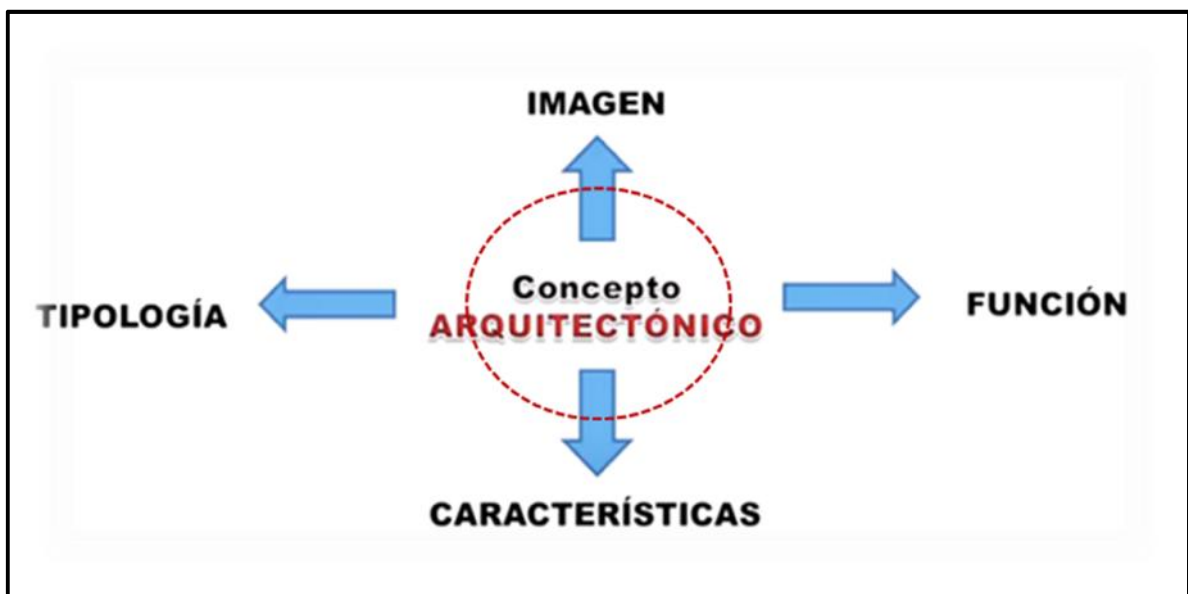 IMAGEN
TIPOLOGÍA
Concepto
ARQUITECTÓNICO
FUNCIÓN
CARACTERÍSTICAS